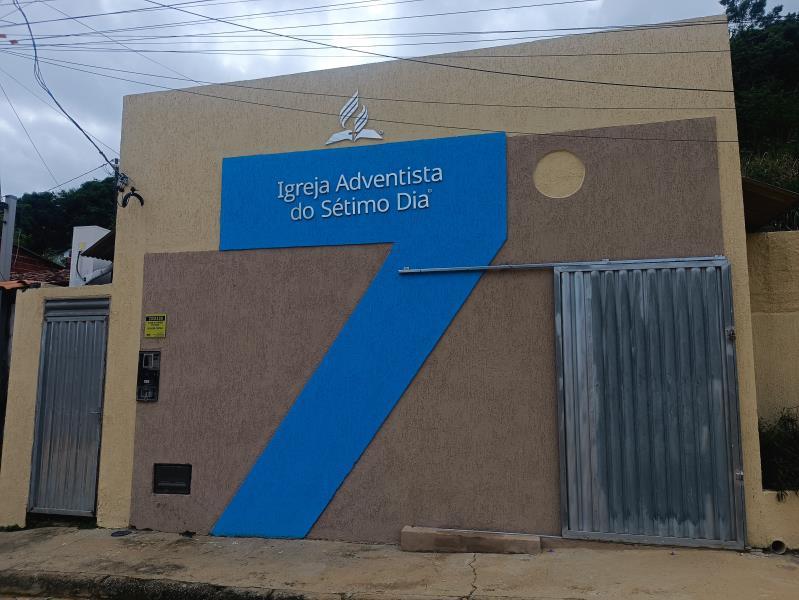 Igreja Adventista
do Sétimo Dia®